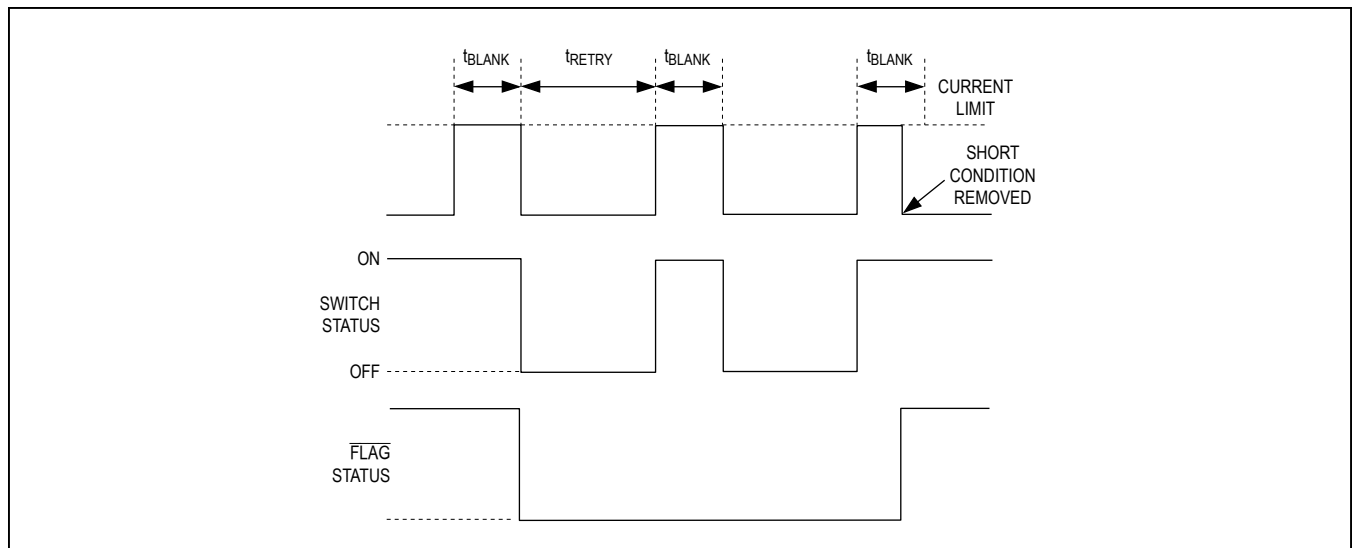 tBLANK
tRETRY
tBLANK
tBLANK
CURRENT
LIMIT
SHORT
CONDITION
REMOVED
ON
SWITCH
STATUS
OFF
FLAG
STATUS